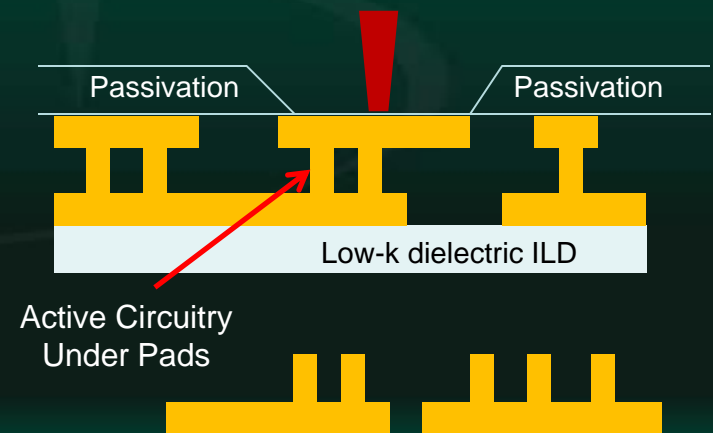 Passivation
Passivation
Low-k dielectric ILD
Active Circuitry
Under Pads